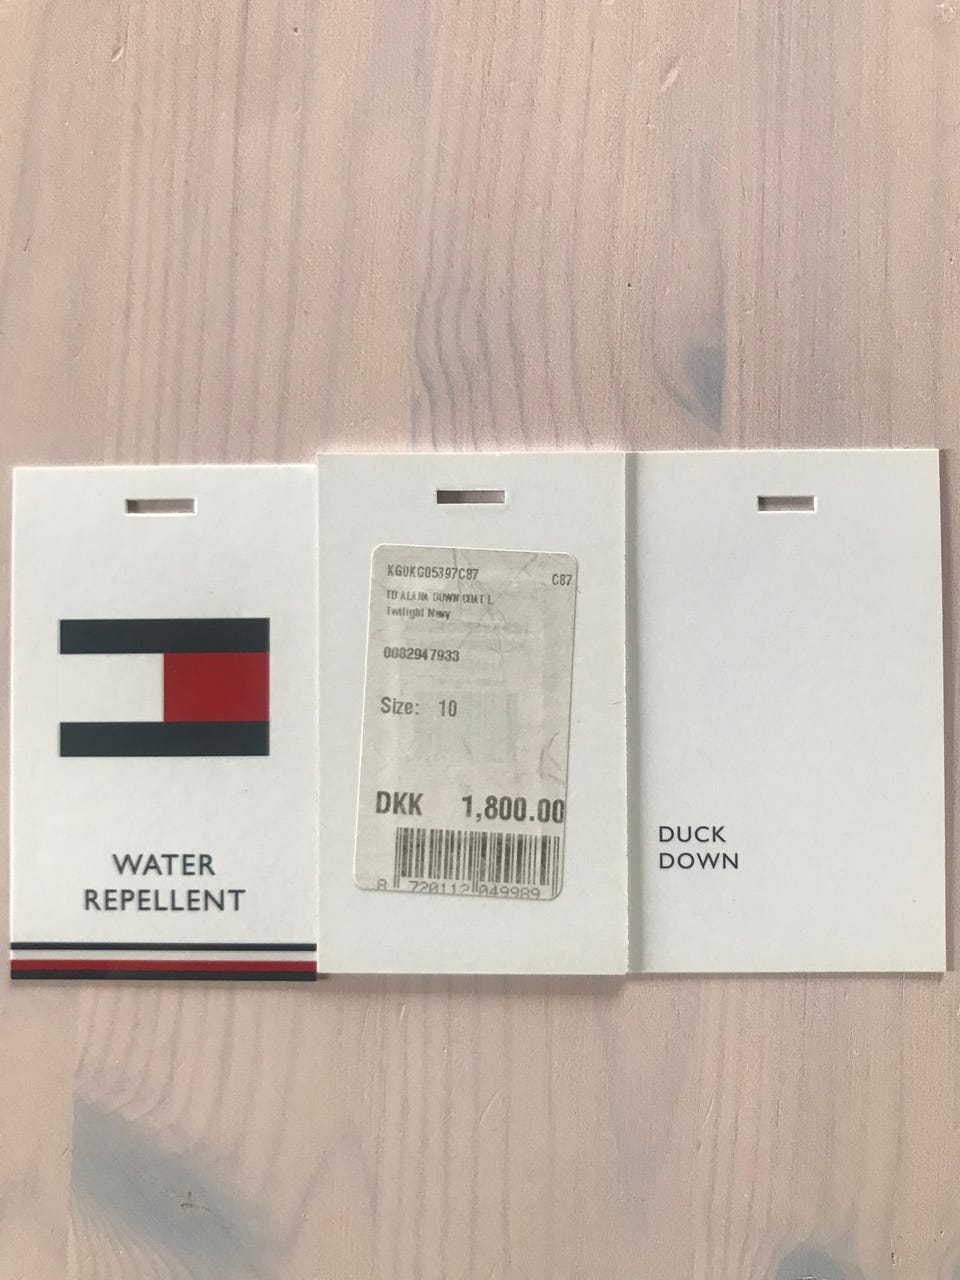 WATER
REPELLENT
KG0KG05397C87 C87
TD ALANA DOWN COAT L
Twilight Navy
0082947933
Size: 10
DKK 1,800.00
8 720112 049989
DUCK
DOWN